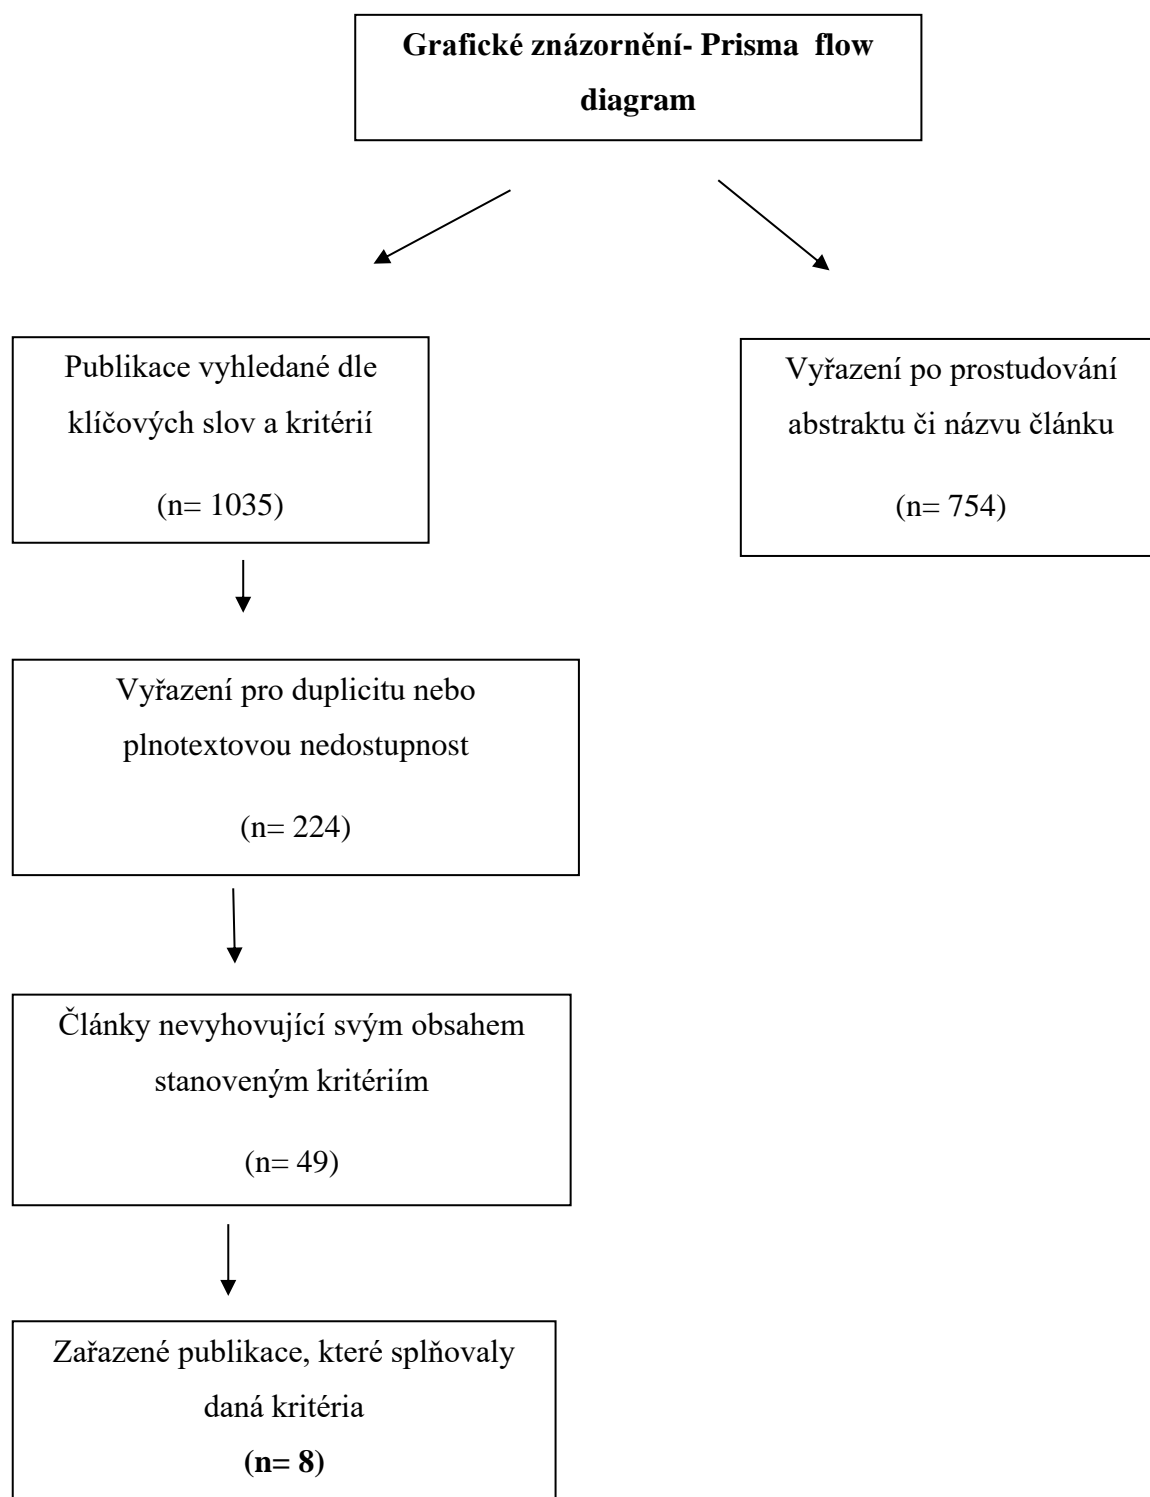 Grafické znázornění- Prisma  flow
diagram
Publikace vyhledané dle
klíčových slov a kritérií
(n= 1035)
Vyřazení po prostudování
abstraktu či názvu článku
(n= 754)
Vyřazení pro duplicitu nebo
plnotextovou nedostupnost
(n= 224)
Články nevyhovující svým obsahem
stanoveným kritériím
(n= 49)
Zařazené publikace, které splňovaly
daná kritéria
(n= 8)